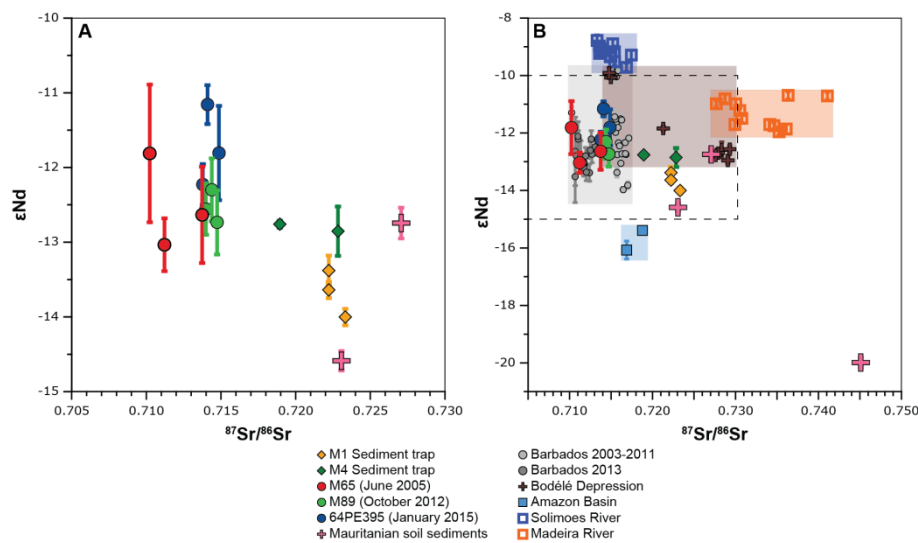 A
B
-10
-11
-12
-13
-14
-15
εNd
0.705
0.710
0.715
0.720
0.725
0.730
⁸⁷Sr/⁸⁶Sr
-8
-10
-12
-14
-16
-18
-20
εNd
0.710
0.720
0.730
0.740
0.750
⁸⁷Sr/⁸⁶Sr
M1 Sediment trap
M4 Sediment trap
M65 (June 2005)
M89 (October 2012)
64PE395 (January 2015)
Mauritanian soil sediments
Barbados 2003-2011
Barbados 2013
Bodélé Depression
Amazon Basin
Solimoes River
Madeira River